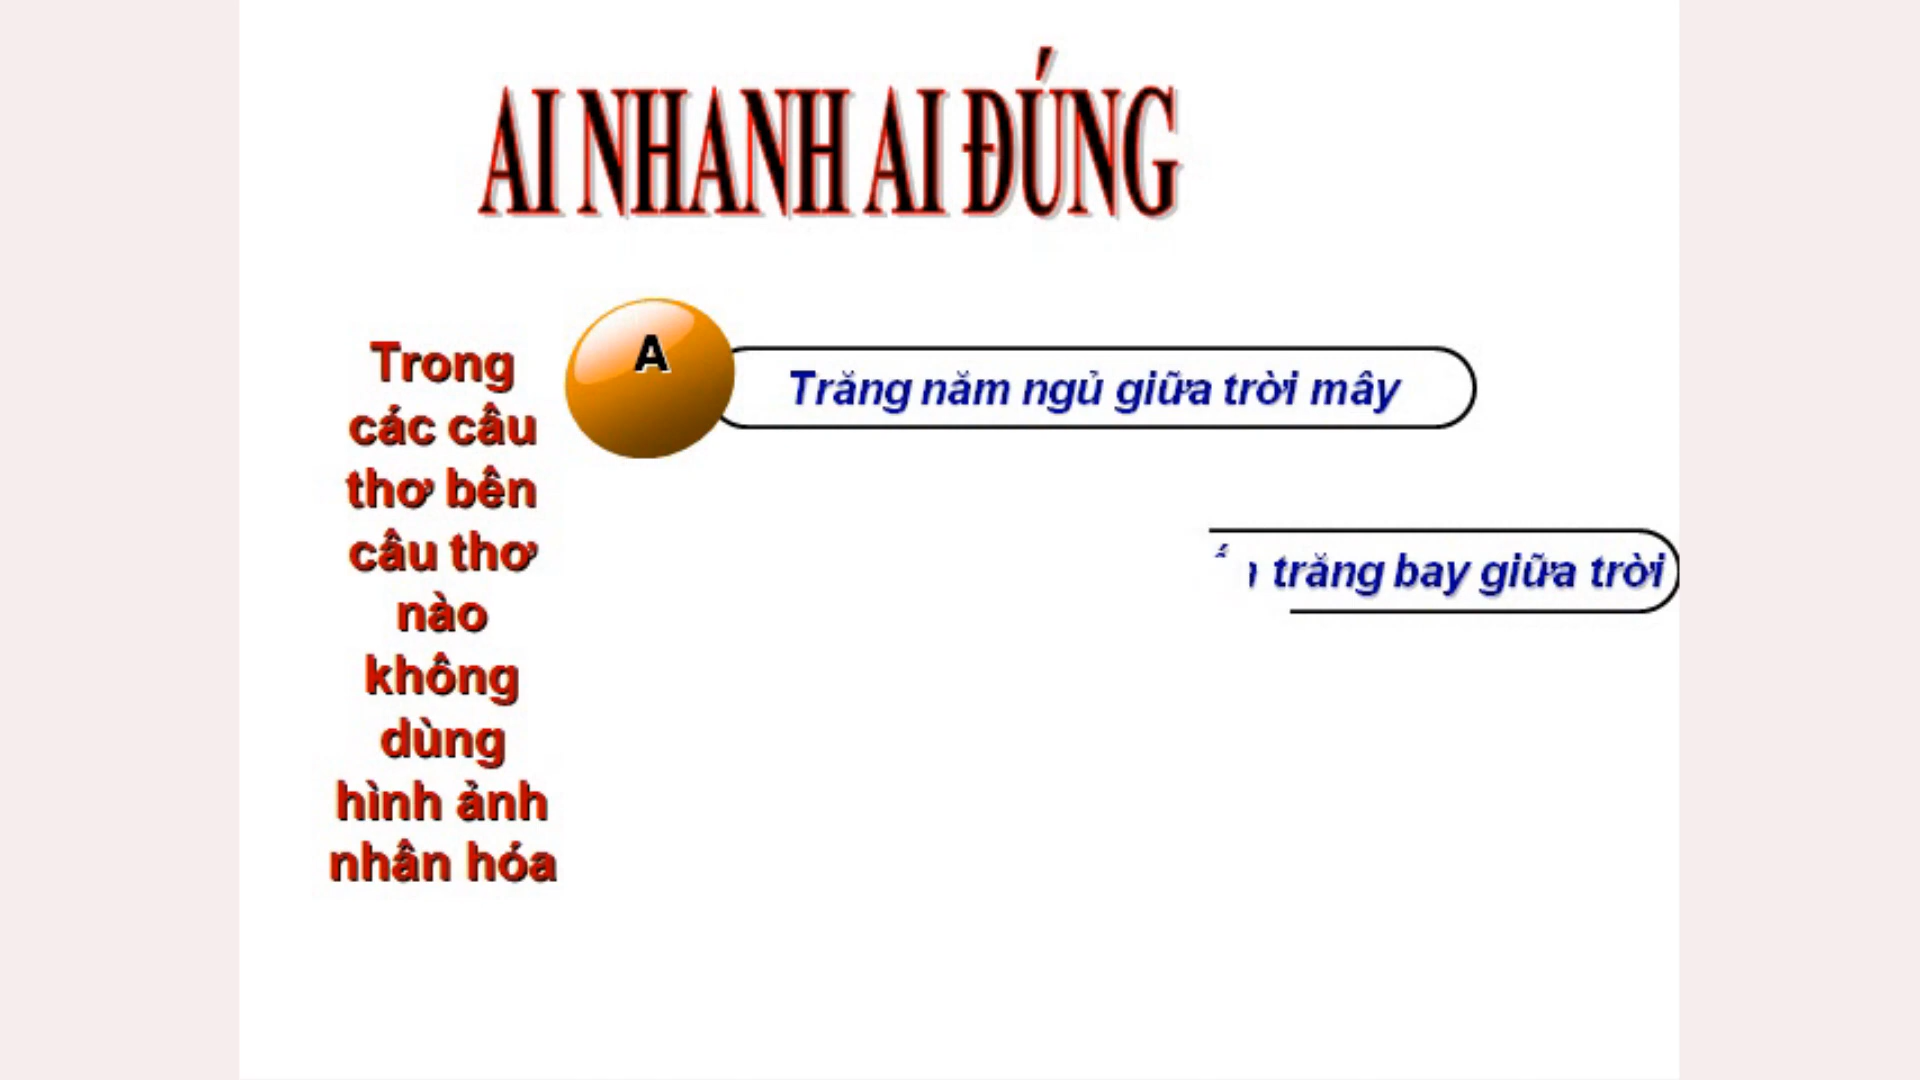 AI NHANH AI ĐÚNG
Trong
các câu
thơ bên
câu thơ
nào
không
dùng
hình ảnh
nhân hóa
A
Trăng năm ngủ giữa trời mây
trăng bay giữa trời